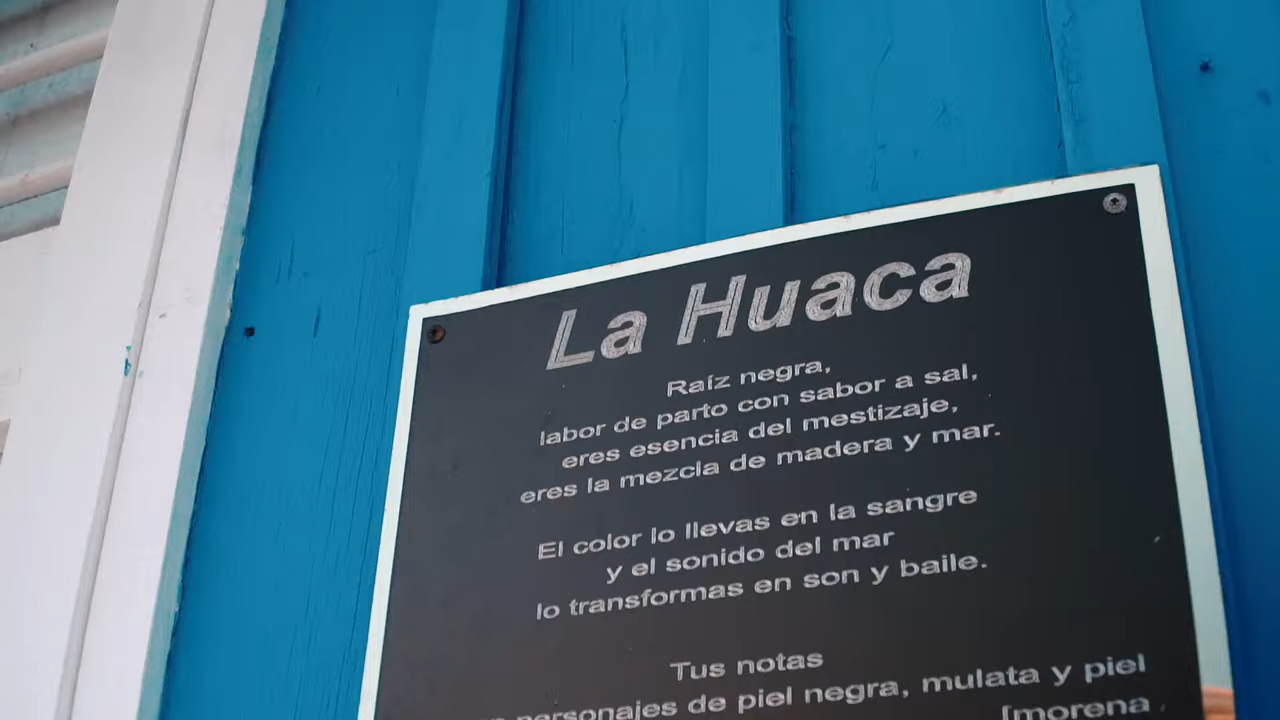 La Huaca
Raíz negra,
labor de parto con sabor a sal,
eres esencia del mestizaje,
eres la mezcla de madera y mar.
El color lo llevas en la sangre
y el sonido del mar
lo transformas en son y baile.
Tus notas
personajes de piel negra, mulata y piel
[morena